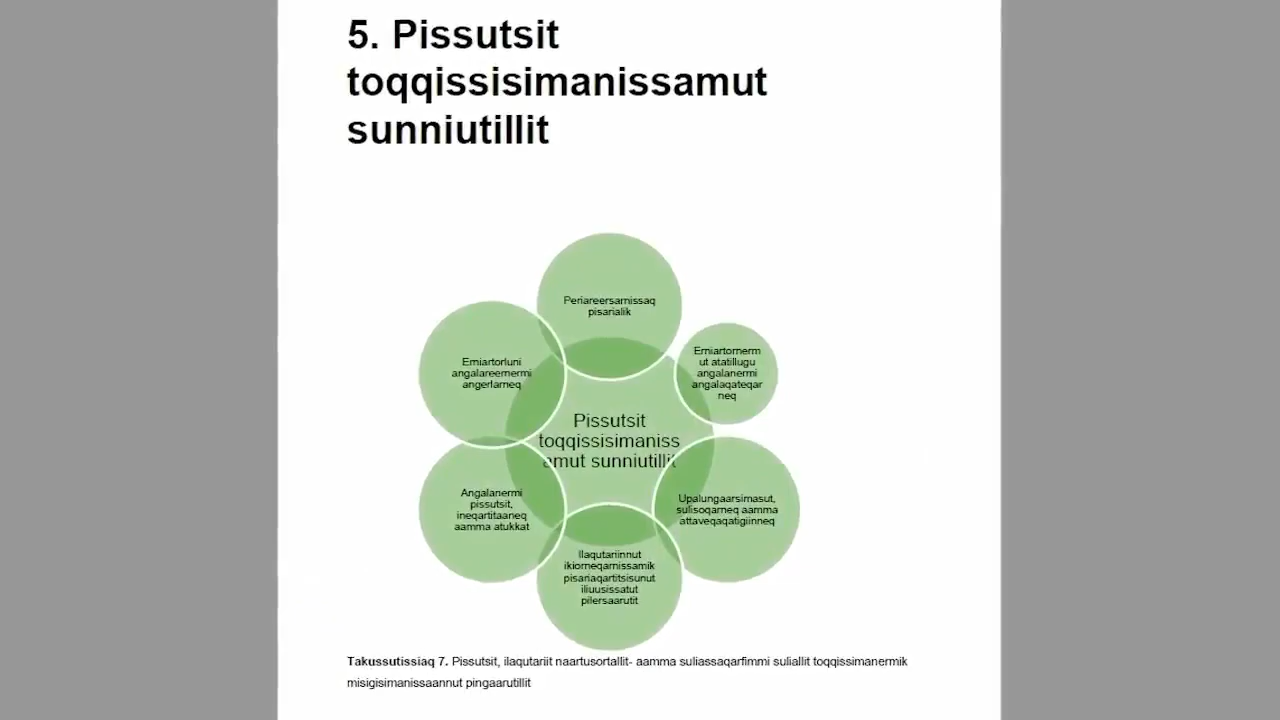 5. Pissutsit
toqqissisimanissamut
sunniutillit
Periareersarnissaq
pisarialik
Erniartornerm
ut atatillugu
angalanermi
angalaqateqar
neq
Erniartorluni
angalareernermi
angerlarneq
Pissutsit
toqqissisimaniss
amut sunniutillit
Upalungaarsimasut,
sulisoqarneq aamma
attaveqaqatigiinneq
Angalanermi
pissutsit,
ineqartitaaneq
aamma atukkat
Ilaqutariinnut
ikiorneqarnissamik
pisariaqartitsisunut
iliuusissatut
pilersaarutit
Takussutissiaq 7. Pissutsit, ilaqutariit naartusortallit- aamma suliassaqarfimmi suliallit toqqissimanermik
misigisimanissaannut pingaarutillit